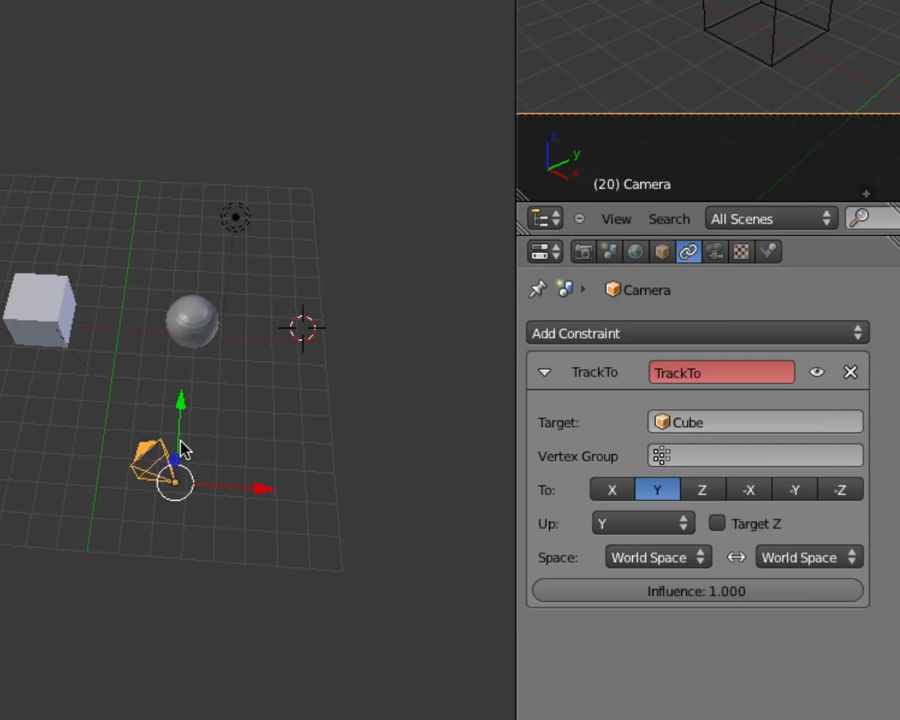 z
y
x
(20) Camera
View Search All Scenes
Camera
Add Constraint
TrackTo TrackTo
Target: Cube
Vertex Group
To: X Y Z -X -Y -Z
Up: Y Target Z
Space: World Space World Space
Influence: 1.000